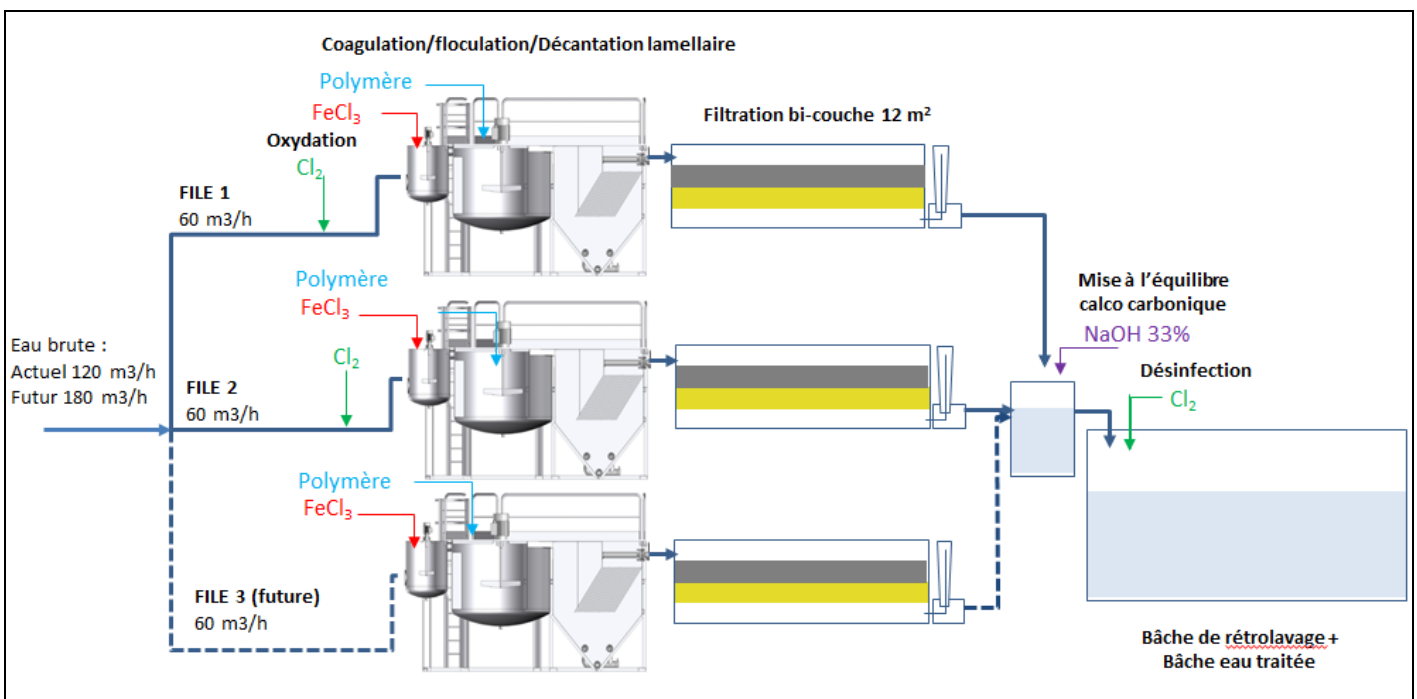 Coagulation/floculation/Décantation lamellaire
Polymère
FeCl₃
Oxydation
Cl₂
FILE 1
60 m3/h
Filtration bi-couche 12 m²
Polymère
FeCl₃
Cl₂
Eau brute :
Actuel 120 m3/h
Futur 180 m3/h
FILE 2
60 m3/h
Mise à l’équilibre
calco carbonique
NaOH 33%
Désinfection
Cl₂
Polymère
FeCl₃
FILE 3 (future)
60 m3/h
Bâche de rétrolavage +
Bâche eau traitée